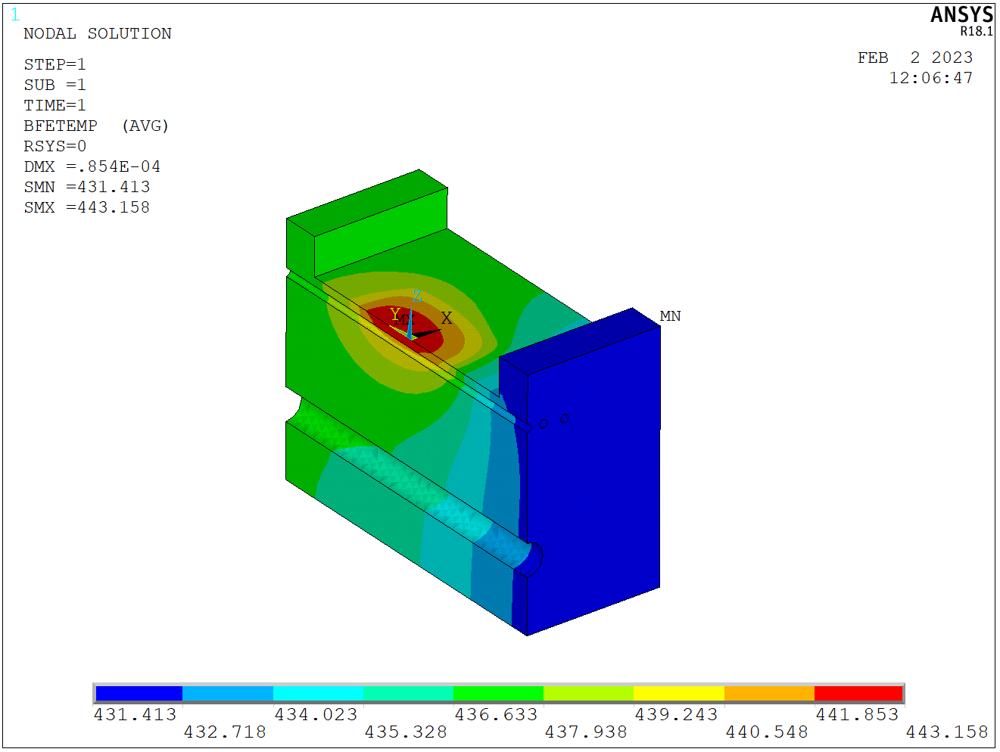 1
ANSYS
R18.1
NODAL SOLUTION
FEB  2 2023
12:06:47
STEP=1
SUB =1
TIME=1
BFETEMP  (AVG)
RSYS=0
DMX =.854E-04
SMN =431.413
SMX =443.158
Z
Y
MX
X
MN
431.413
432.718
434.023
435.328
436.633
437.938
439.243
440.548
441.853
443.158